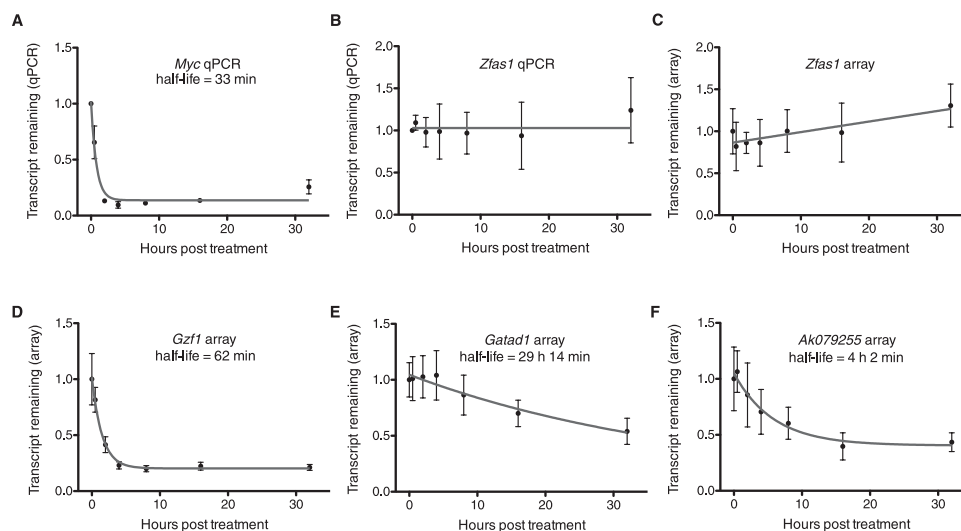 A
Myc qPCR
half-life = 33 min
Transcript remaining (qPCR)
1.5
1.0
0.5
0.0
0
10
20
30
Hours post treatment
B
Zfas1 qPCR
Transcript remaining (qPCR)
2.0
1.5
1.0
0.5
0.0
0
10
20
30
Hours post treatment
C
Zfas1 array
Transcript remaining (array)
2.0
1.5
1.0
0.5
0.0
0
10
20
30
Hours post treatment
D
Gzf1 array
half-life = 62 min
Transcript remaining (array)
1.5
1.0
0.5
0.0
0
10
20
30
Hours post treatment
E
Gatad1 array
half-life = 29 h 14 min
Transcript remaining (array)
1.5
1.0
0.5
0.0
0
10
20
30
Hours post treatment
F
Ak079255 array
half-life = 4 h 2 min
Transcript remaining (array)
1.5
1.0
0.5
0.0
0
10
20
30
Hours post treatment